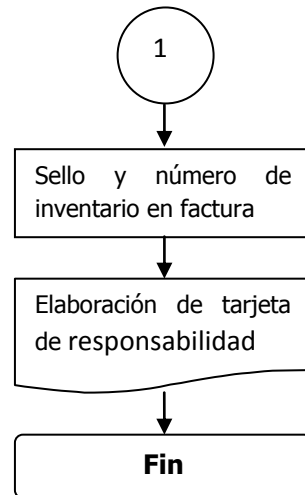 1
Sello y número de
inventario en factura
Elaboración de tarjeta
de responsabilidad
Fin